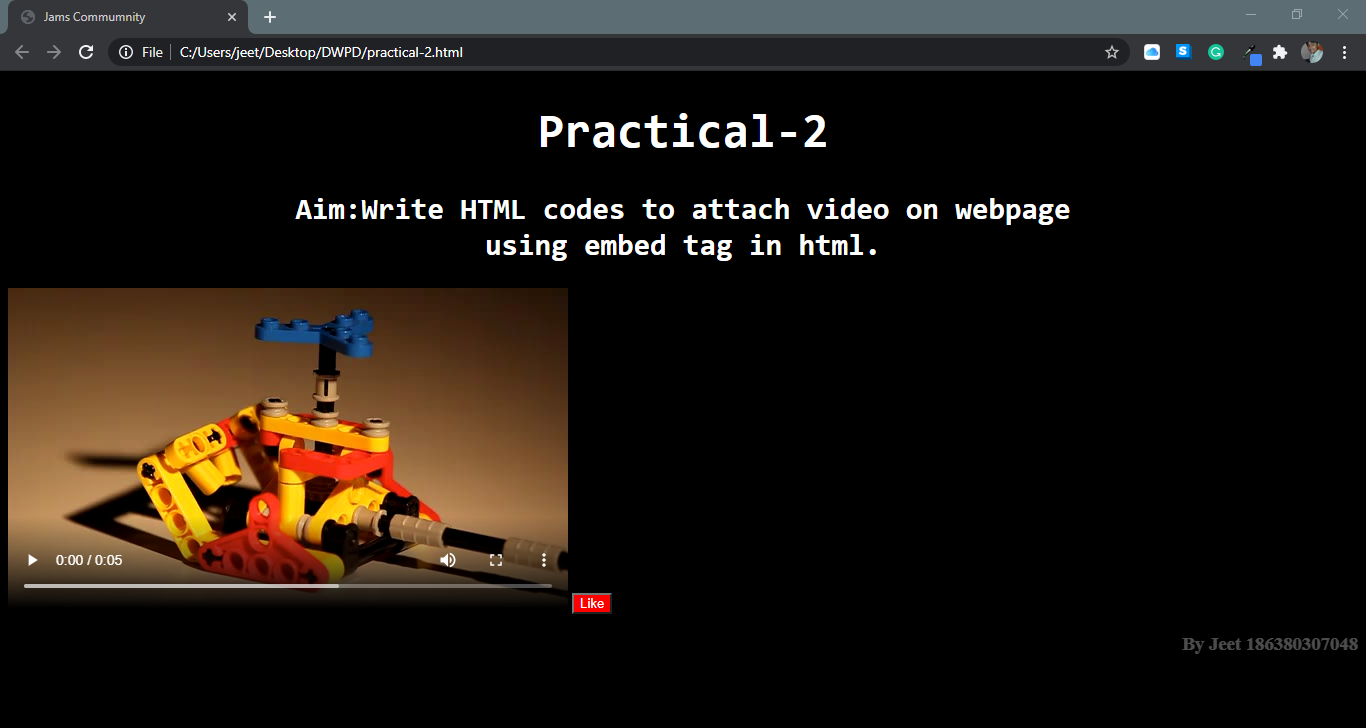 Jams Commumnity
File
C:/Users/jeet/Desktop/DWPD/practical-2.html
Practical-2
Aim:Write HTML codes to attach video on webpage
using embed tag in html.
0:00 / 0:05
Like
By Jeet 186380307048